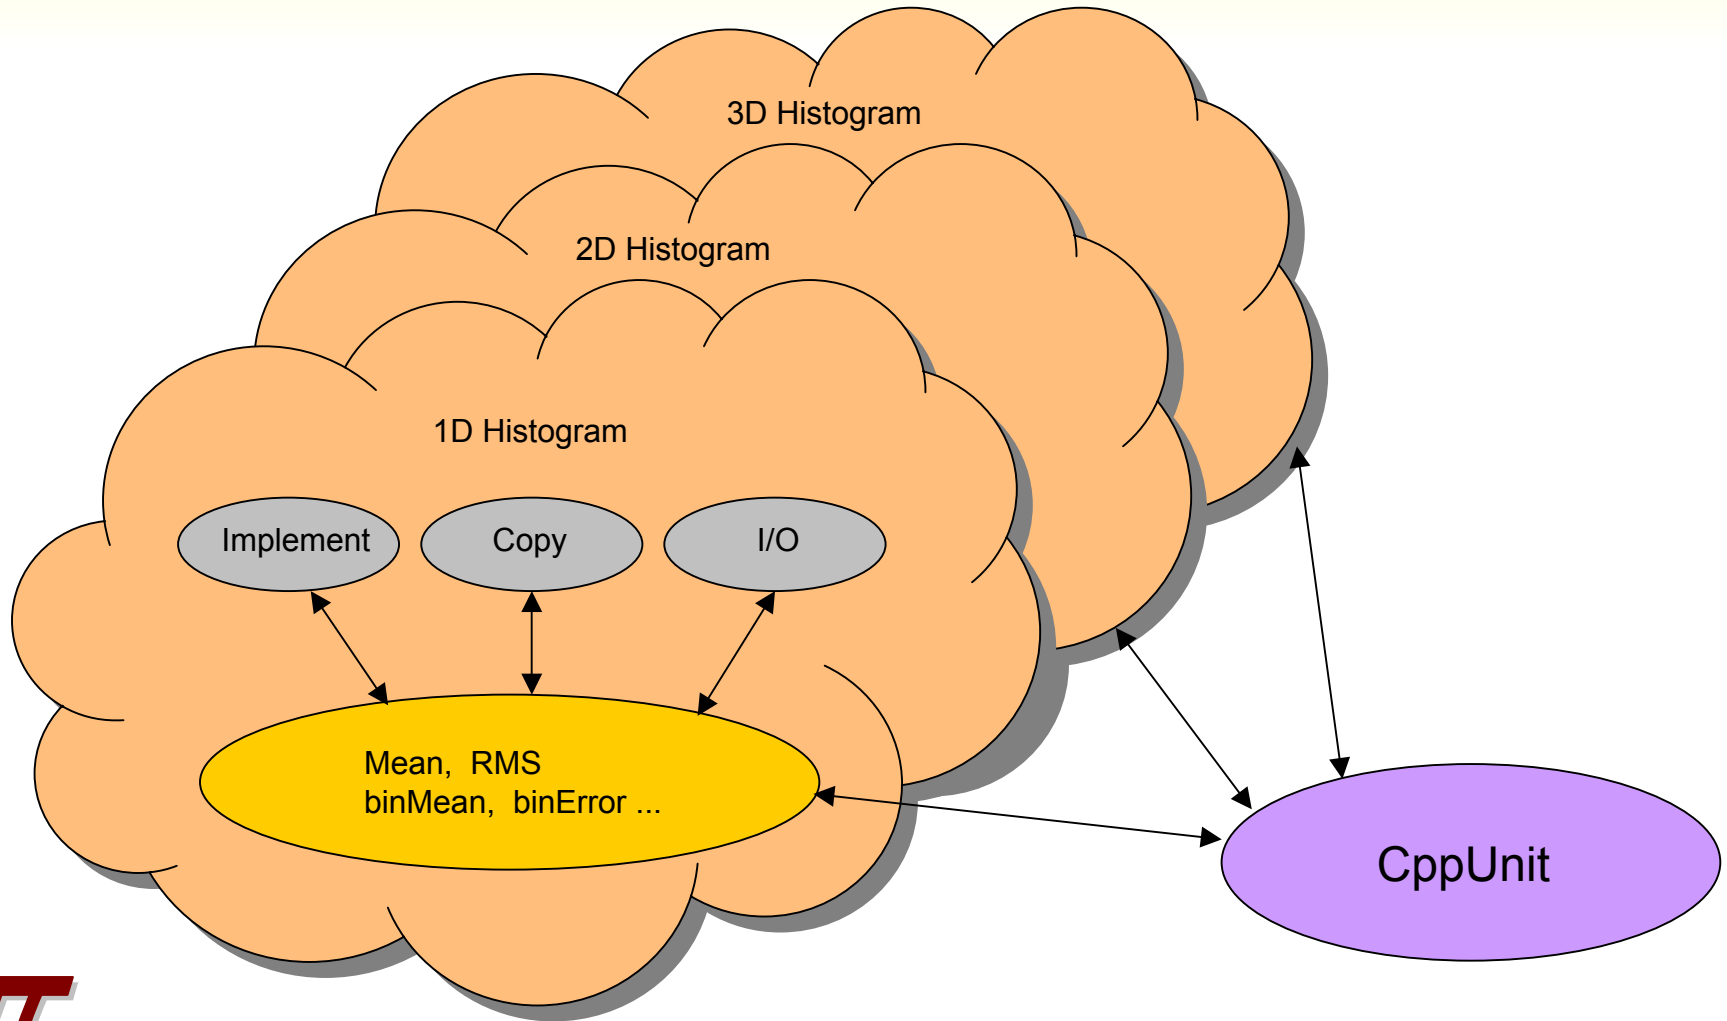 3D Histogram
2D Histogram
1D Histogram
Implement
Copy
I/O
Mean, RMS
binMean, binError ...
CppUnit